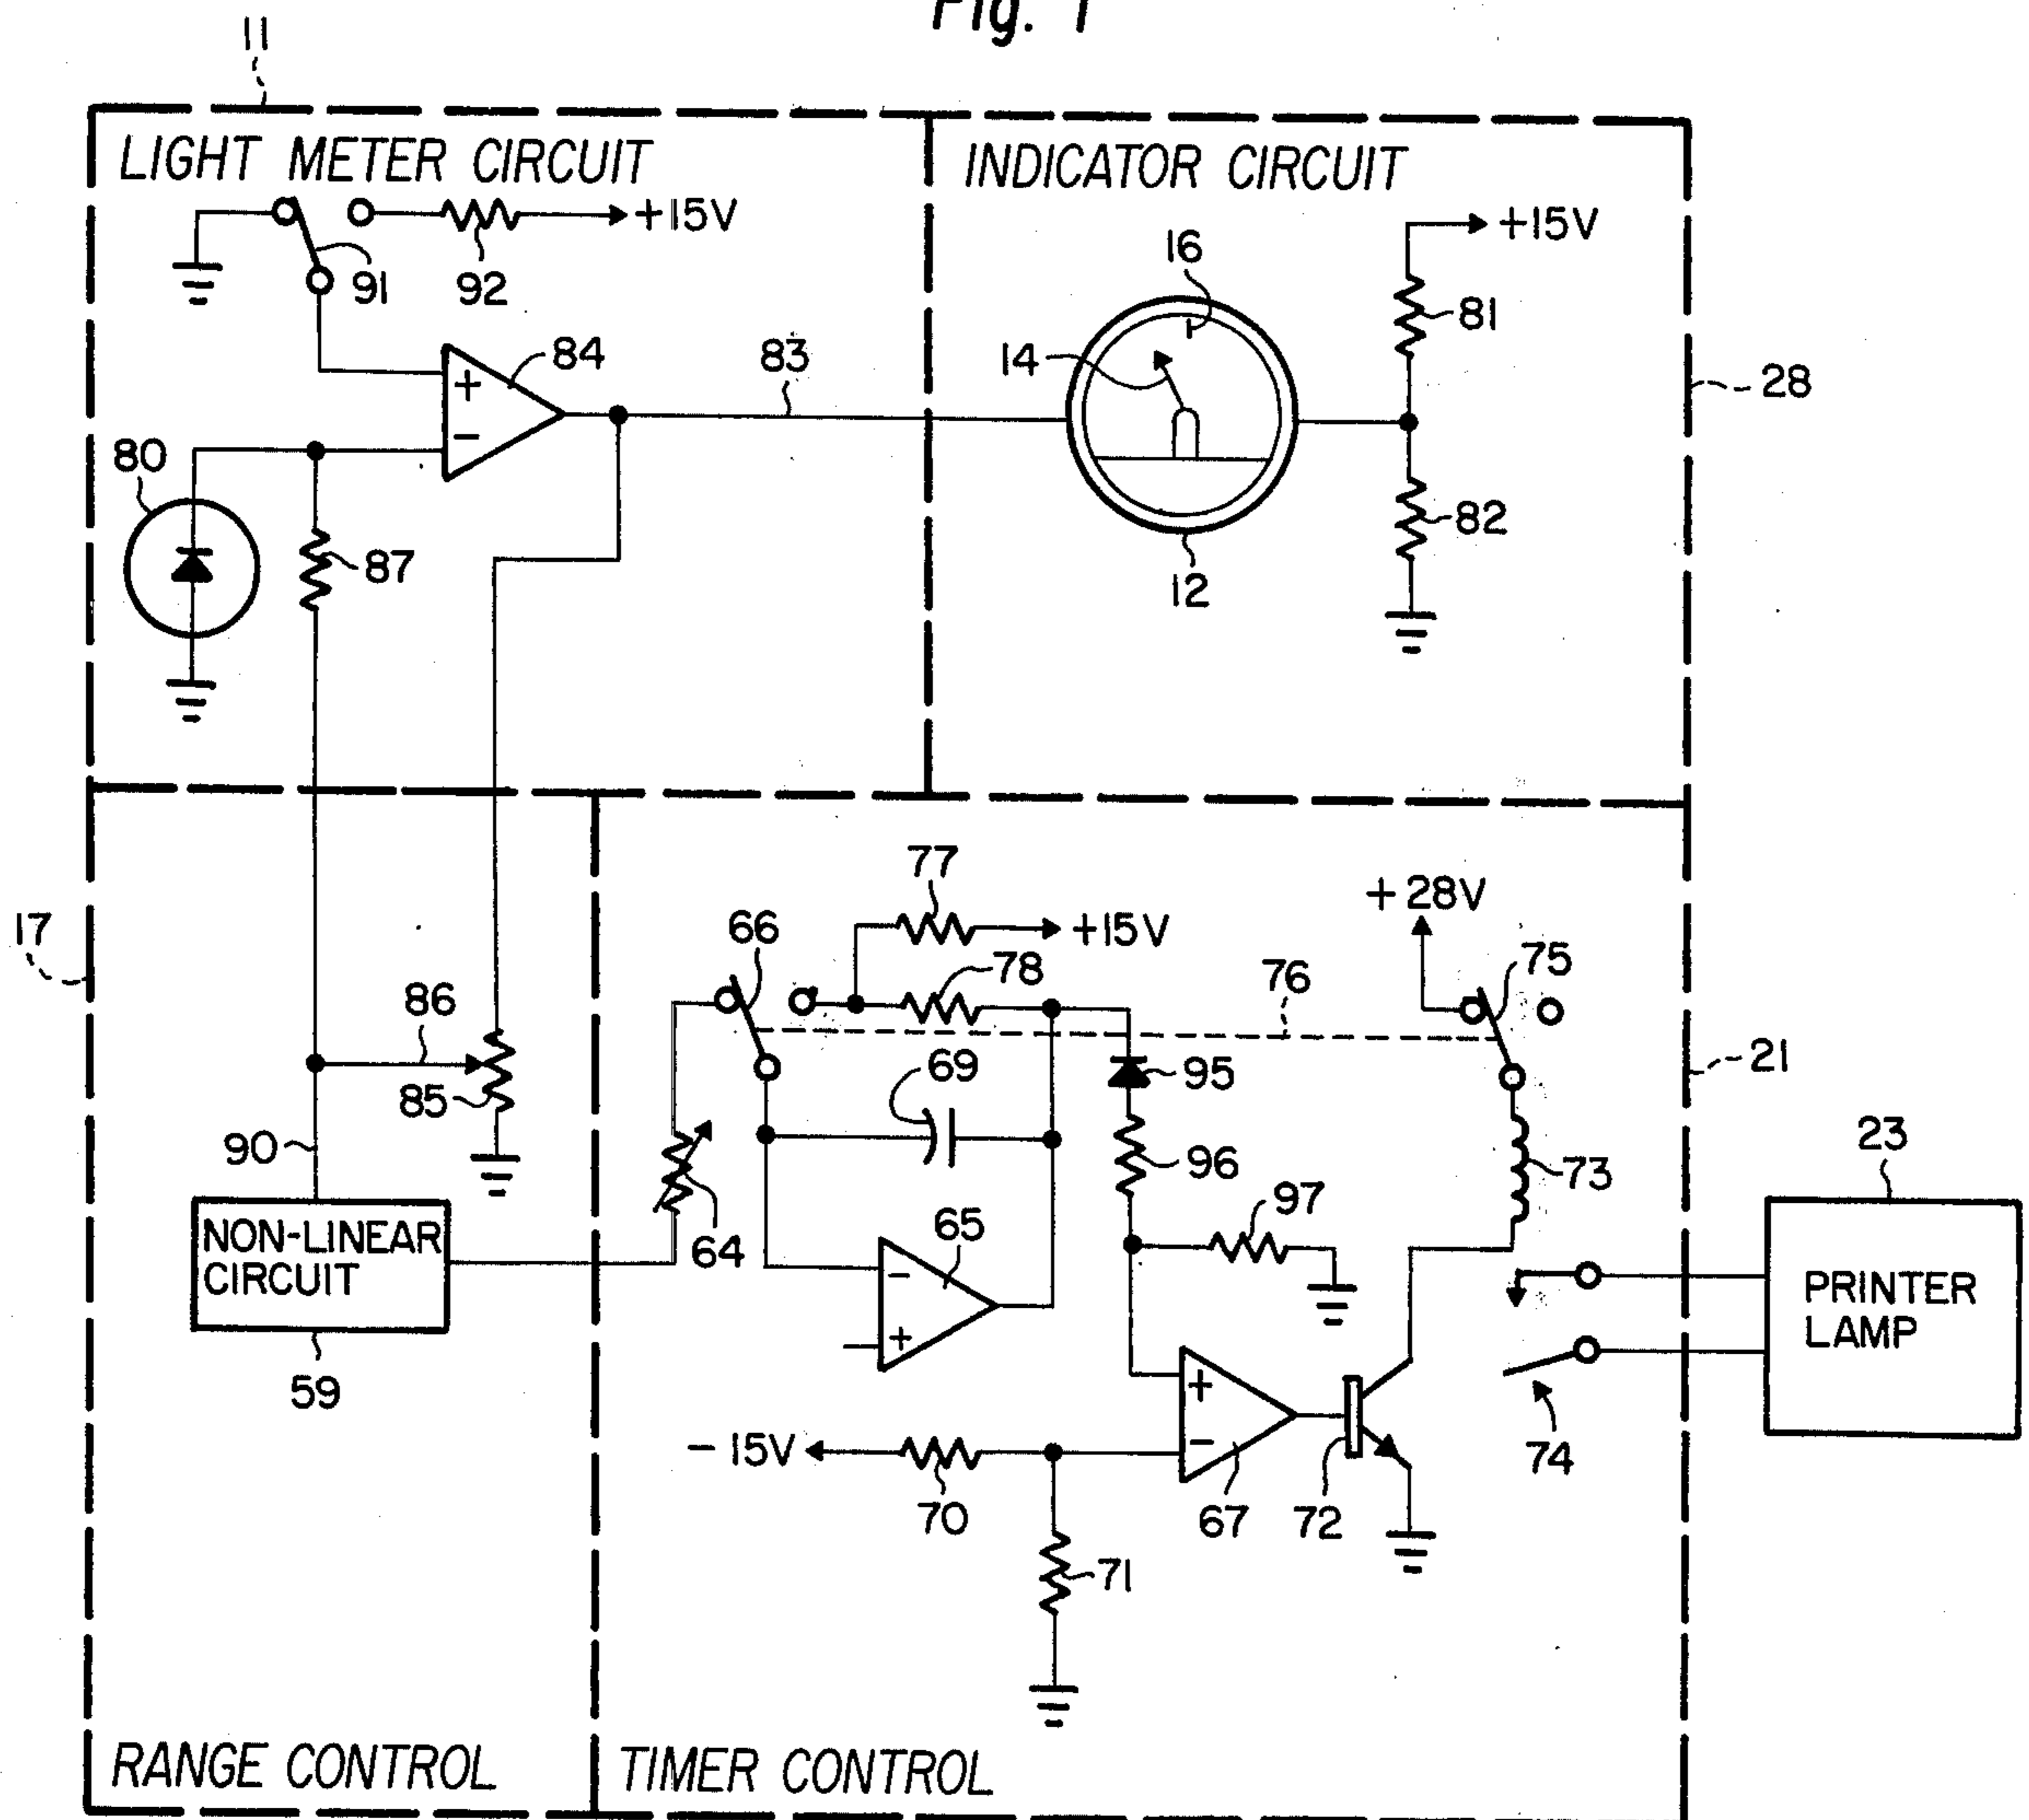 Fig. 1
11
LIGHT METER CIRCUIT
INDICATOR CIRCUIT
+15V
91
92
84
83
80
87
+15V
16
14
81
28
82
12
17
77
+15V
66
78
+28V
75
76
86
85
69
95
21
90
64
96
73
97
23
NON-LINEAR
CIRCUIT
65
59
PRINTER
LAMP
-15V
70
67
72
74
71
RANGE CONTROL
TIMER CONTROL